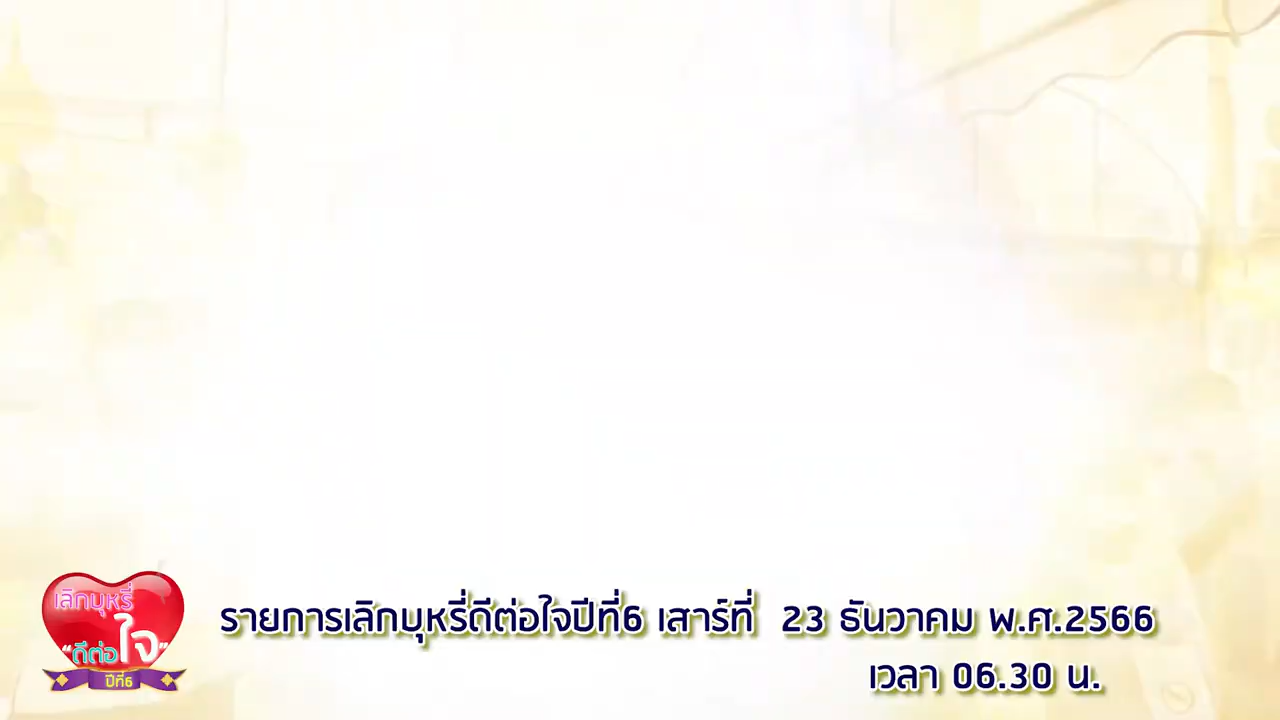 เลิกบุหรี่
"ดีต่อใจ"
ปีที่6
รายการเลิกบุหรี่ดีต่อใจปีที่6 เสาร์ที่ 23 ธันวาคม พ.ศ.2566
เวลา 06.30 น.